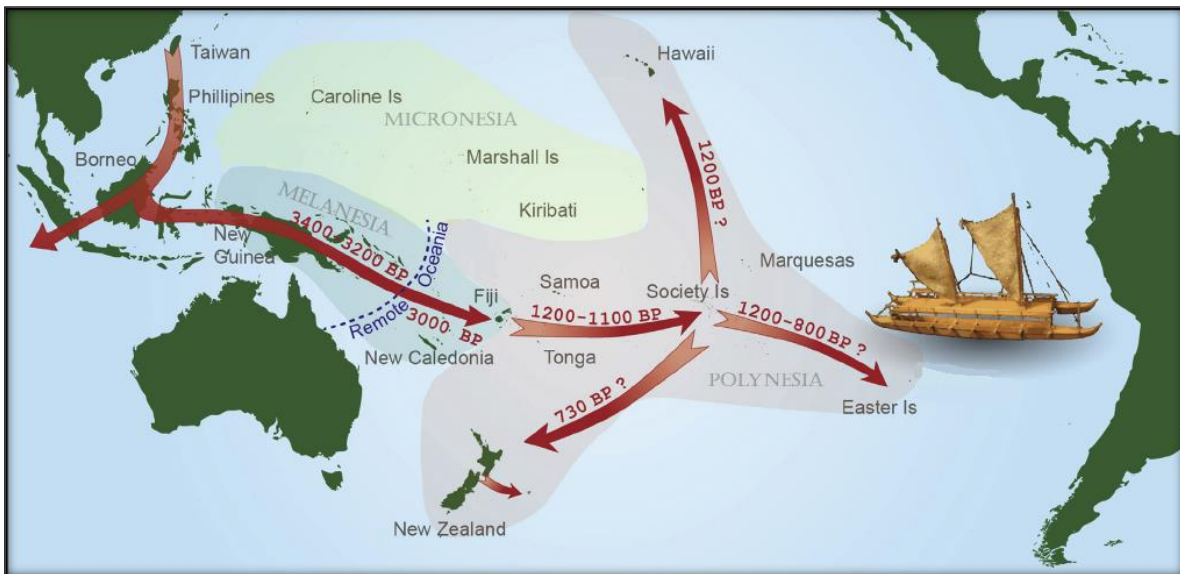 Taiwan
Hawaii
Phillipines
Caroline Is
MICRONESIA
Borneo
Marshall Is
1200 BP ?
MELANESIA
Kiribati
New
Guinea
3400-3200 BP
Remote Oceania
Marquesas
Samoa
Society Is
Fiji
1200-1100 BP
1200-800 BP ?
3000 BP
New Caledonia
Tonga
POLYNESIA
730 BP ?
Easter Is
New Zealand